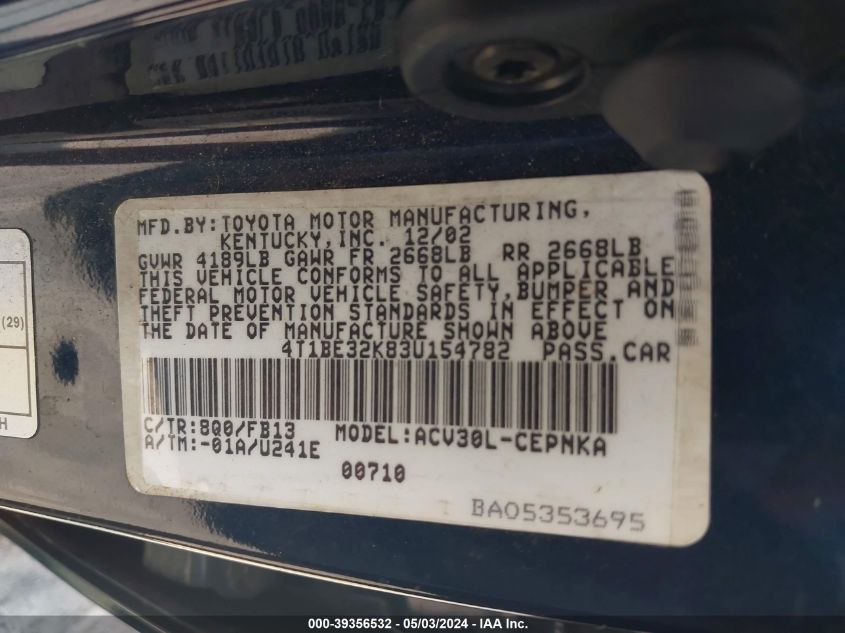 MFD.BY:TOYOTA MOTOR MANUFACTURING,
KENTUCKY,INC. 12/02
GVWR 4189LB GAWR FR 2668LB RR 2668LB
THIS VEHICLE CONFORMS TO ALL APPLICABLE
FEDERAL MOTOR VEHICLE SAFETY,BUMPER AND
THEFT PREVENTION STANDARDS IN EFFECT ON
THE DATE OF MANUFACTURE SHOWN ABOVE
4T1BE32K83U154782 PASS.CAR
C/TR:8Q0/FB13 MODEL:ACV30L-CEPNKA
A/TM:-01A/U241E
00710
BA05353695
(29)
H
000-39356532 - 05/03/2024 - IAA Inc.